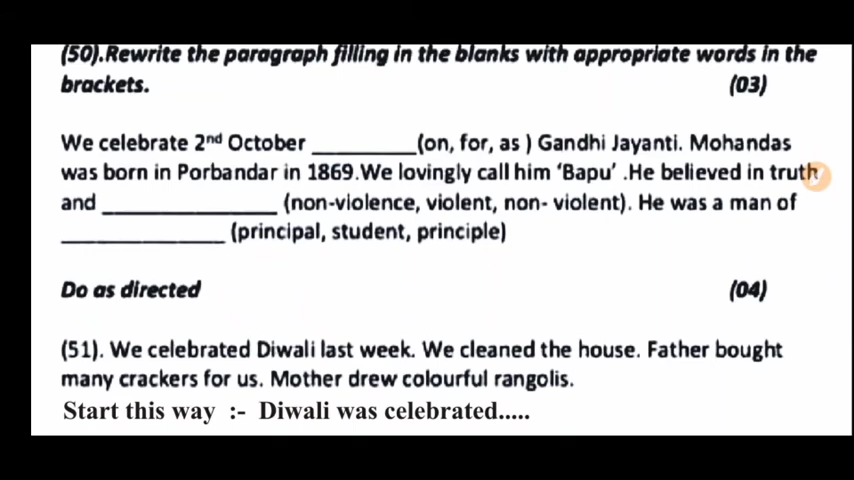 (50).Rewrite the paragraph filling in the blanks with appropriate words in the
brackets. (03)
We celebrate 2nd October __________(on, for, as ) Gandhi Jayanti. Mohandas
was born in Porbandar in 1869.We lovingly call him ‘Bapu’ .He believed in truth
and _________________ (non-violence, violent, non- violent). He was a man of
________________ (principal, student, principle)
Do as directed (04)
(51). We celebrated Diwali last week. We cleaned the house. Father bought
many crackers for us. Mother drew colourful rangolis.
Start this way :- Diwali was celebrated.....